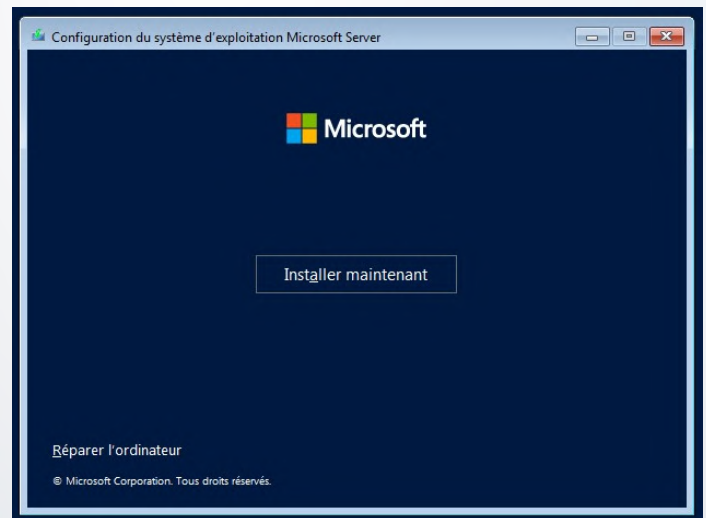 Configuration du système d'exploitation Microsoft Server
Microsoft
Installer maintenant
Réparer l'ordinateur
© Microsoft Corporation. Tous droits réservés.